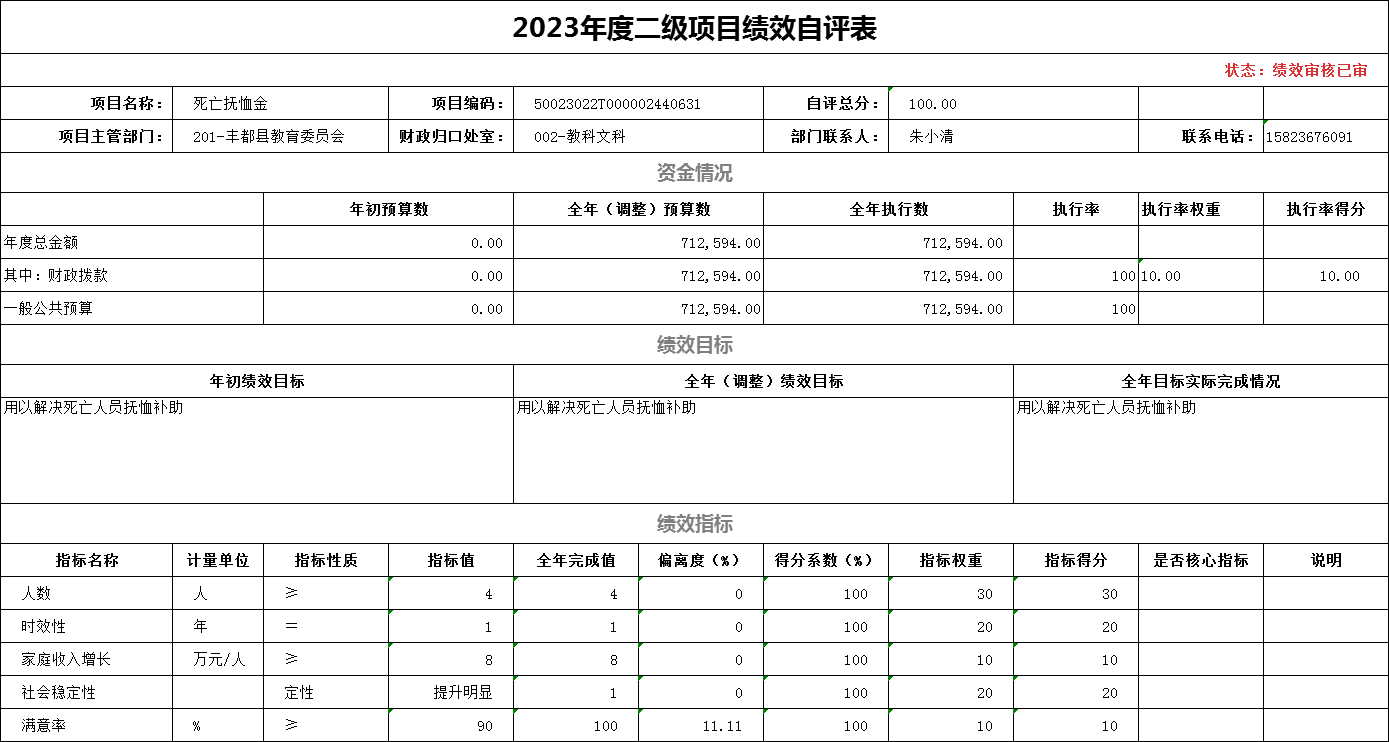 2023年度二级项目绩效自评表
状态：绩效审核已审
项目名称： 死亡抚恤金 项目编码： 50023022T000002440631 自评总分： 100.00
项目主管部门： 201-丰都县教育委员会 财政归口处室： 002-教科文科 部门联系人： 朱小清 联系电话： 15823676091
资金情况
年初预算数 全年（调整）预算数 全年执行数 执行率 执行率权重 执行率得分
年度总金额 0.00 712,594.00 712,594.00
其中：财政拨款 0.00 712,594.00 712,594.00 100 10.00 10.00
一般公共预算 0.00 712,594.00 712,594.00 100
绩效目标
年初绩效目标 全年（调整）绩效目标 全年目标实际完成情况
用以解决死亡人员抚恤补助 用以解决死亡人员抚恤补助 用以解决死亡人员抚恤补助
绩效指标
指标名称 计量单位 指标性质 指标值 全年完成值 偏离度（%） 得分系数（%） 指标权重 指标得分 是否核心指标 说明
人数 人 ≥ 4 4 0 100 30 30
时效性 年 ＝ 1 1 0 100 20 20
家庭收入增长 万元/人 ≥ 8 8 0 100 10 10
社会稳定性 定性 提升明显 1 0 100 20 20
满意率 % ≥ 90 100 11.11 100 10 10